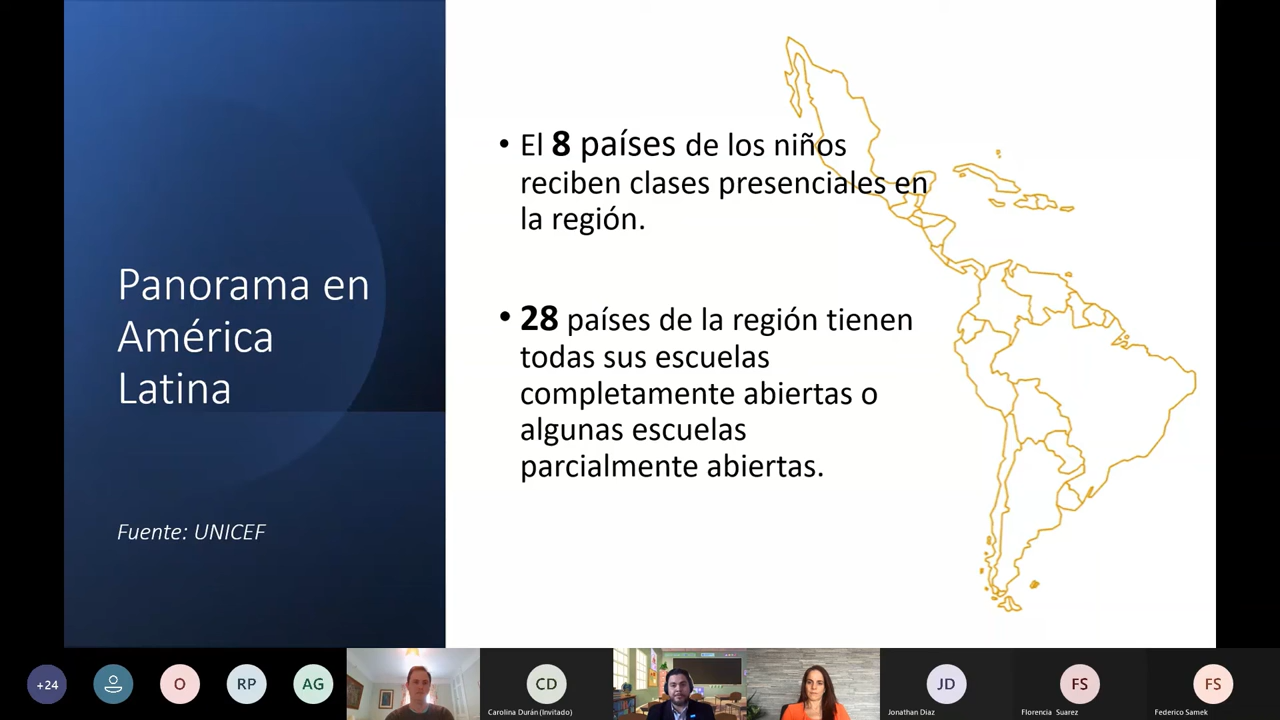 Panorama en
América
Latina
Fuente: UNICEF
• El 8 países de los niños
reciben clases presenciales en
la región.
• 28 países de la región tienen
todas sus escuelas
completamente abiertas o
algunas escuelas
parcialmente abiertas.
+24
O
RP
AG
CD
Carolina Durán (Invitado)
JD
Jonathan Diaz
FS
Florencia Suarez
FS
Federico Samek